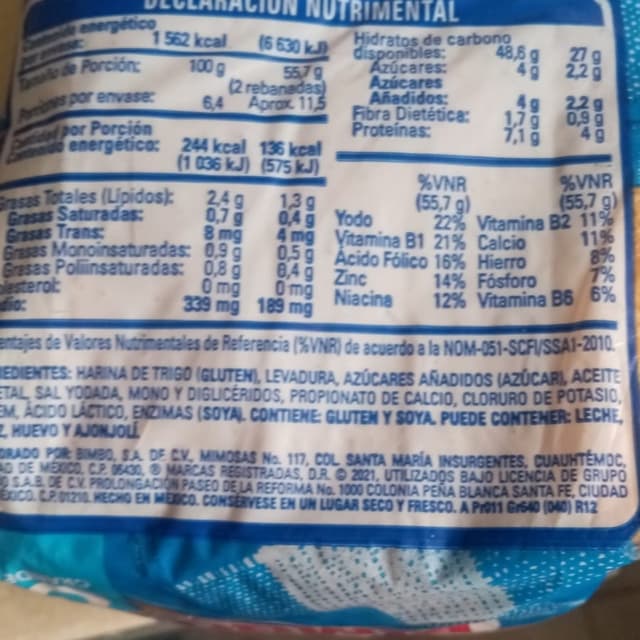 DECLARACIÓN NUTRIMENTAL
energético
1 562 kcal (6 630 kJ)
Tamaño de Porción: 100 g 55,7 g
(2 rebanadas)
por envase: 6,4 Aprox. 11,5
por Porción
energético: 244 kcal 136 kcal
(1 036 kJ) (575 kJ)
Grasas Totales (Lípidos): 2,4 g 1,3 g
Grasas Saturadas: 0,7 g 0,4 g
Grasas Trans: 8 mg 4 mg
Grasas Monoinsaturadas: 0,9 g 0,5 g
Grasas Poliinsaturadas: 0,8 g 0,4 g
0 mg 0 mg
339 mg 189 mg
Hidratos de carbono
disponibles: 48,6 g 27 g
Azúcares: 4 g 2,2 g
Azúcares
Añadidos: 4 g 2,2 g
Fibra Dietética: 1,7 g 0,9 g
Proteínas: 7,1 g 4 g
%VNR %VNR
(55,7 g) (55,7 g)
Yodo 22% Vitamina B2 11%
Vitamina B1 21% Calcio 11%
Ácido Fólico 16% Hierro 8%
Zinc 14% Fósforo 7%
Niacina 12% Vitamina B6 6%
entajes de Valores Nutrimentales de Referencia (%VNR) de acuerdo a la NOM-051-SCFI/SSA1-2010.
EDIENTES: HARINA DE TRIGO (GLUTEN), LEVADURA, AZÚCARES AÑADIDOS (AZÚCAR), ACEITE
ETAL, SAL YODADA, MONO Y DIGLICÉRIDOS, PROPIONATO DE CALCIO, CLORURO DE POTASIO,
EM, ÁCIDO LÁCTICO, ENZIMAS (SOYA). CONTIENE: GLUTEN Y SOYA. PUEDE CONTENER: LECHE,
Z, HUEVO Y AJONJOLÍ.
ORADO POR: BIMBO, S.A. DE C.V., MIMOSAS No. 117, COL. SANTA MARÍA INSURGENTES, CUAUHTÉMOC,
AD DE MÉXICO, C.P. 06430, ® MARCAS REGISTRADAS, D.R. © 2021, UTILIZADOS BAJO LICENCIA DE GRUPO
O S.A.B. DE C.V. PROLONGACIÓN PASEO DE LA REFORMA No. 1000 COLONIA PEÑA BLANCA SANTA FE, CIUDAD
ÉXICO, C.P. 01210. HECHO EN MÉXICO. CONSÉRVESE EN UN LUGAR SECO Y FRESCO. A Pr011 Gr640 (040) R12